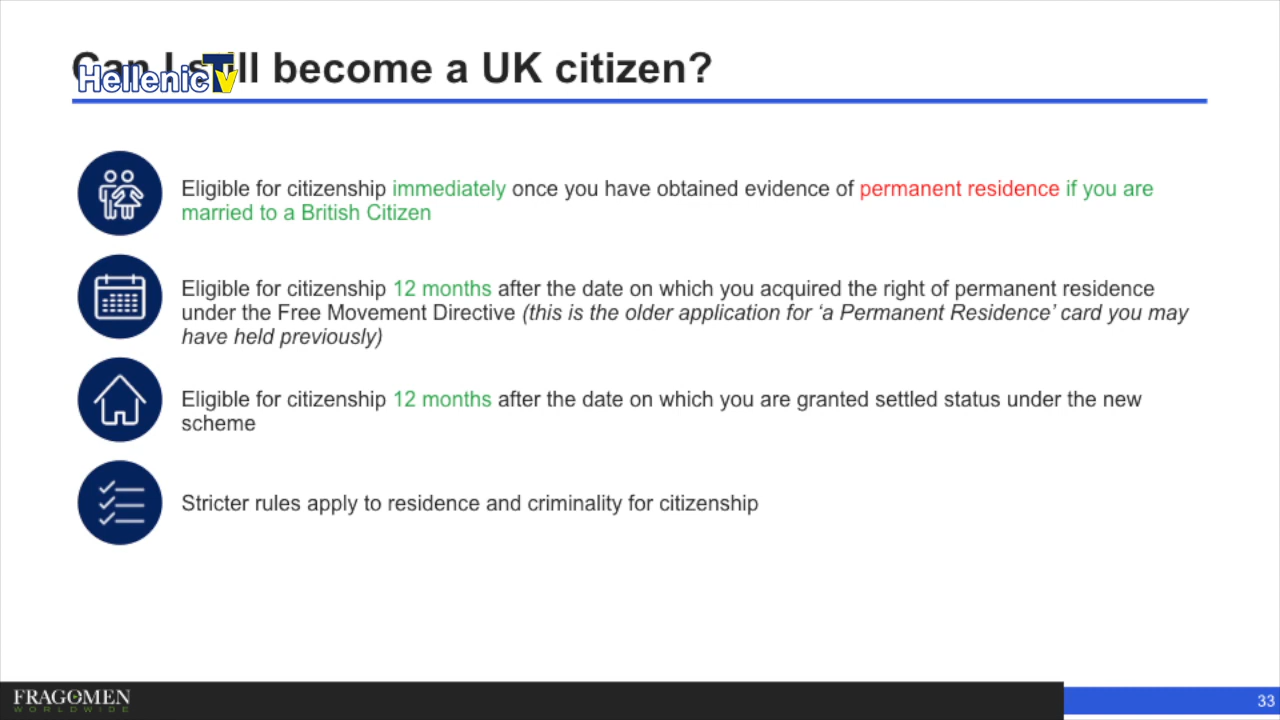 Can I still become a UK citizen?
HellenicTV
Eligible for citizenship immediately once you have obtained evidence of permanent residence if you are
married to a British Citizen
Eligible for citizenship 12 months after the date on which you acquired the right of permanent residence
under the Free Movement Directive (this is the older application for ‘a Permanent Residence’ card you may
have held previously)
Eligible for citizenship 12 months after the date on which you are granted settled status under the new
scheme
Stricter rules apply to residence and criminality for citizenship
FRAGOMEN
WORLDWIDE
33